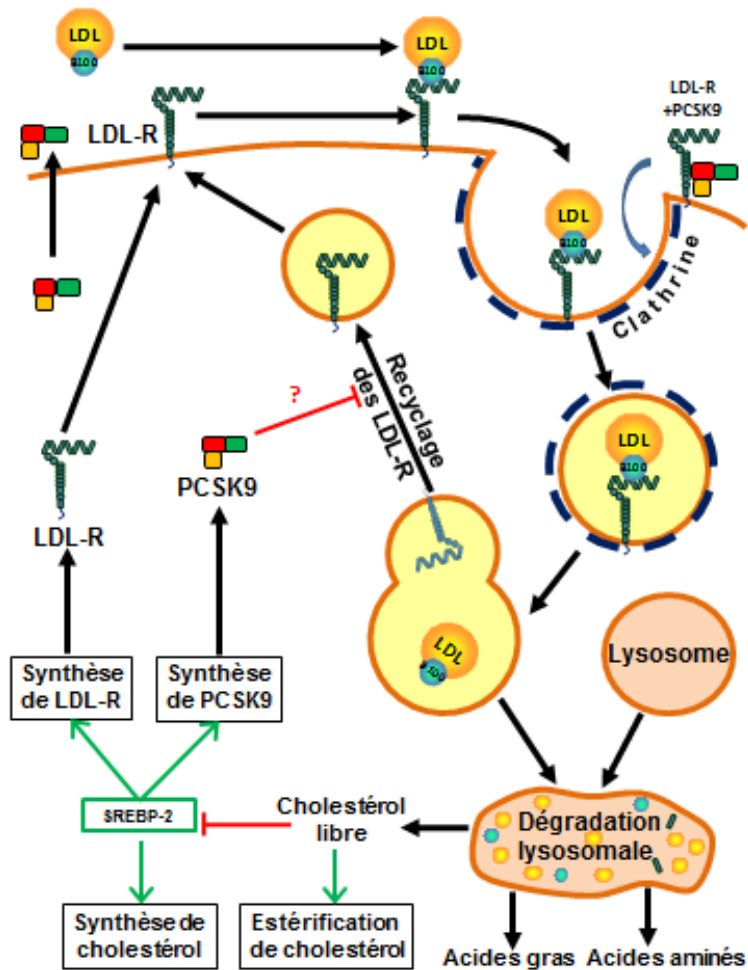 LDL
B100
LDL
B100
LDL-R
+PCSK9
LDL-R
LDL
B100
Clathrine
?
Recyclage
des LDL-R
LDL
B100
PCSK9
LDL-R
LDL
B100
Lysosome
Synthèse
de LDL-R
Synthèse
de PCSK9
SREBP-2
Cholestérol
libre
Dégradation
lysosomale
Synthèse de
cholestérol
Estérification
de cholestérol
Acides gras
Acides aminés